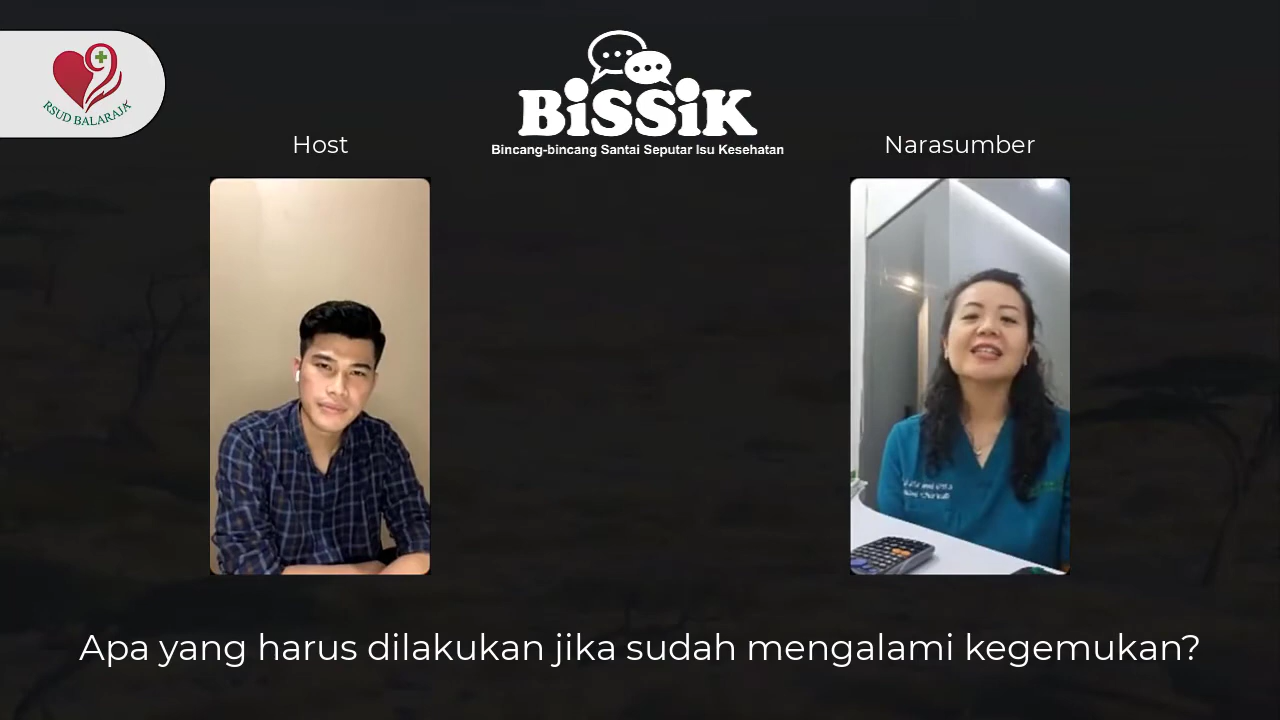 RSUD BALARAJA
BiSSiK
Bincang-bincang Santai Seputar Isu Kesehatan
Host
Narasumber
Apa yang harus dilakukan jika sudah mengalami kegemukan?